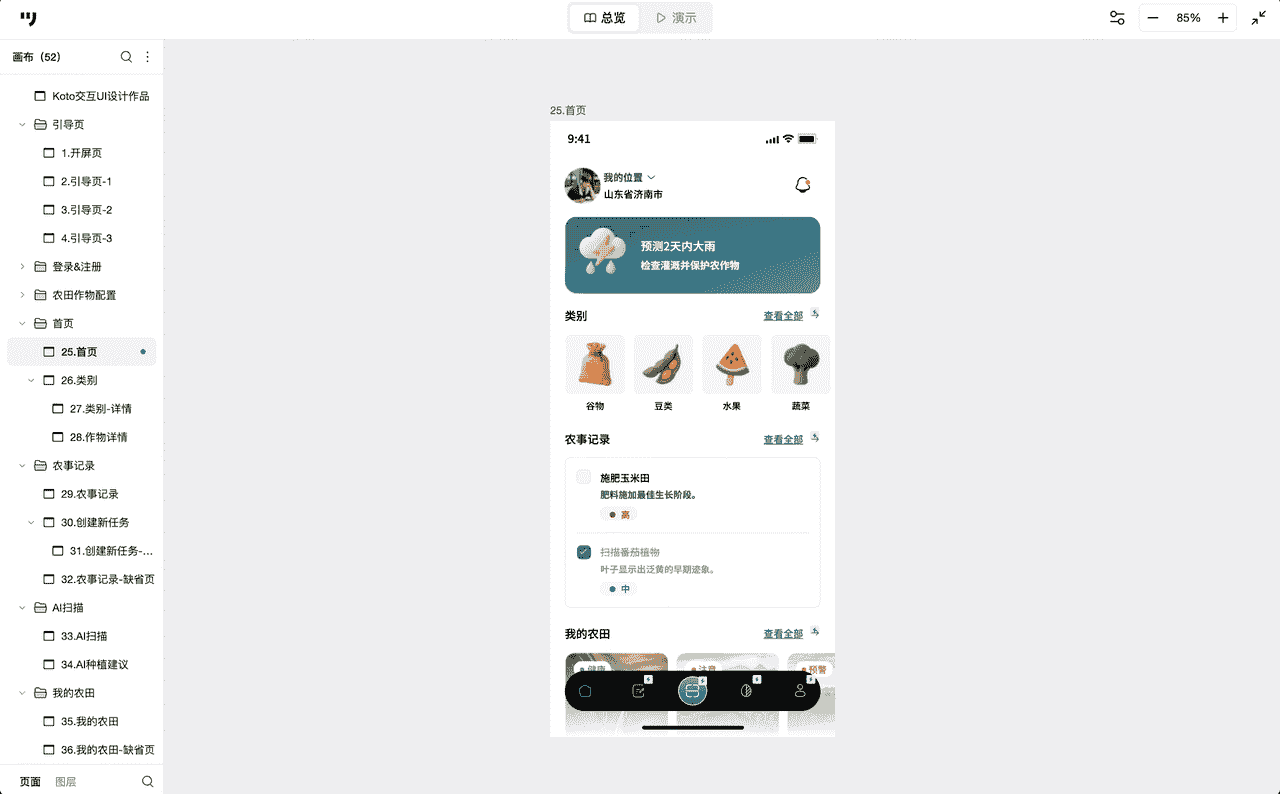 总览
演示
85%
画布（52）
Koto交互UI设计作品
引导页
1.开屏页
2.引导页-1
3.引导页-2
4.引导页-3
登录&注册
农田作物配置
首页
25.首页
26.类别
27.类别-详情
28.作物详情
农事记录
29.农事记录
30.创建新任务
31.创建新任务-...
32.农事记录-缺省页
AI扫描
33.AI扫描
34.AI种植建议
我的农田
35.我的农田
36.我的农田-缺省页
页面
图层
25.首页
9:41
我的位置
山东省济南市
预测2天内大雨
检查灌溉并保护农作物
类别
查看全部
谷物
豆类
水果
蔬菜
农事记录
查看全部
施肥玉米田
肥料施加最佳生长阶段。
高
扫描番茄植物
叶子显示出泛黄的早期迹象。
中
我的农田
查看全部
健康
注意
预警